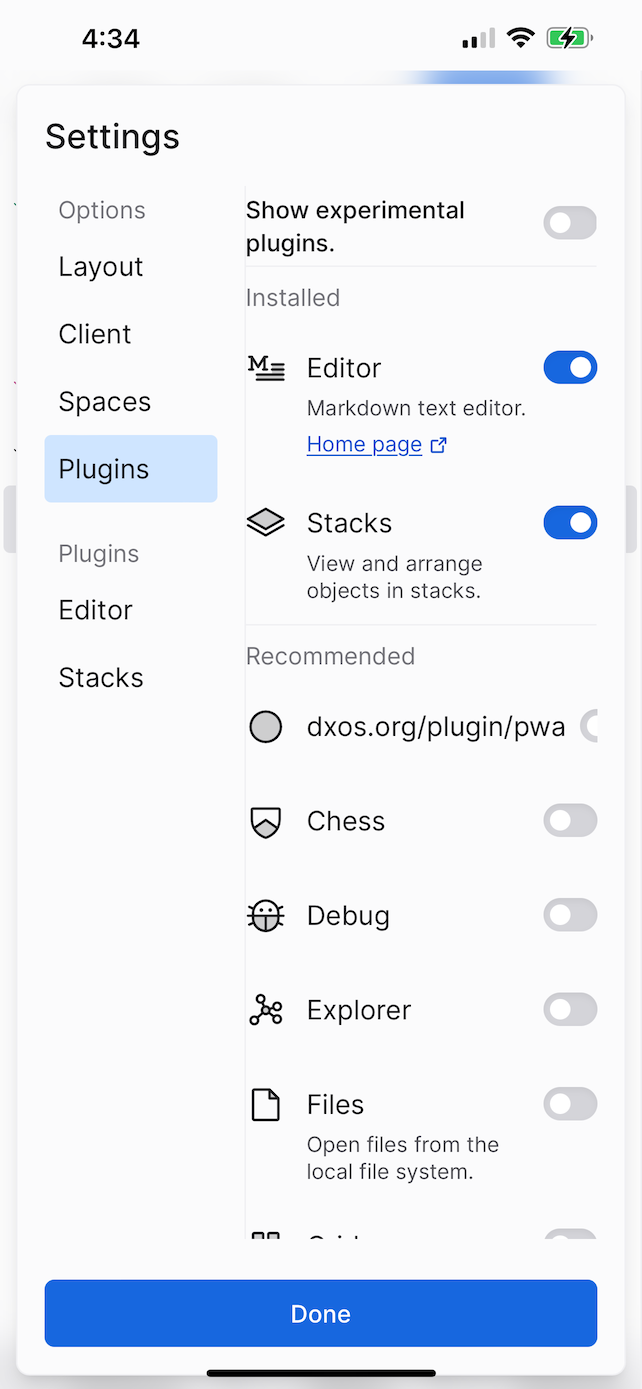 4:34
Settings
Options
Layout
Client
Spaces
Plugins
Plugins
Editor
Stacks
Show experimental
plugins.
Installed
Editor
Markdown text editor.
Home page
Stacks
View and arrange
objects in stacks.
Recommended
dxos.org/plugin/pwa
Chess
Debug
Explorer
Files
Open files from the
local file system.
Done